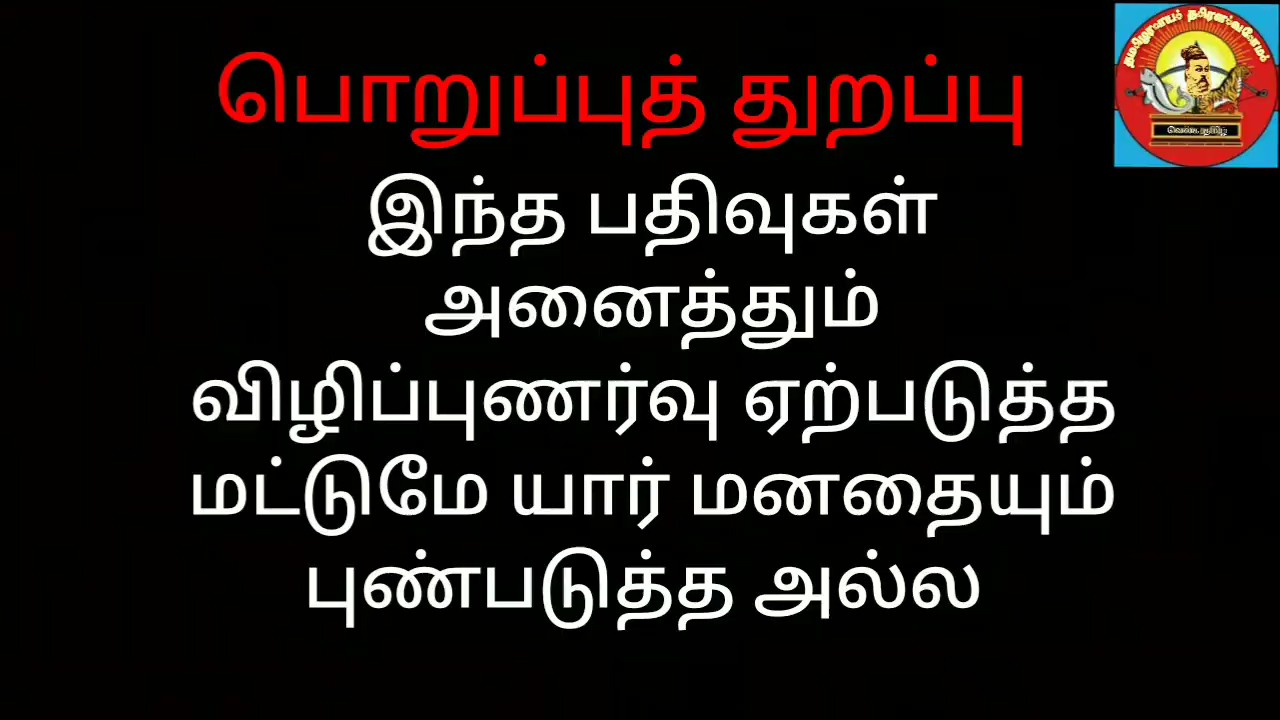 பொறுப்புத் துறப்பு
இந்த பதிவுகள்
அனைத்தும்
விழிப்புணர்வு ஏற்படுத்த
மட்டுமே யார் மனதையும்
புண்படுத்த அல்ல